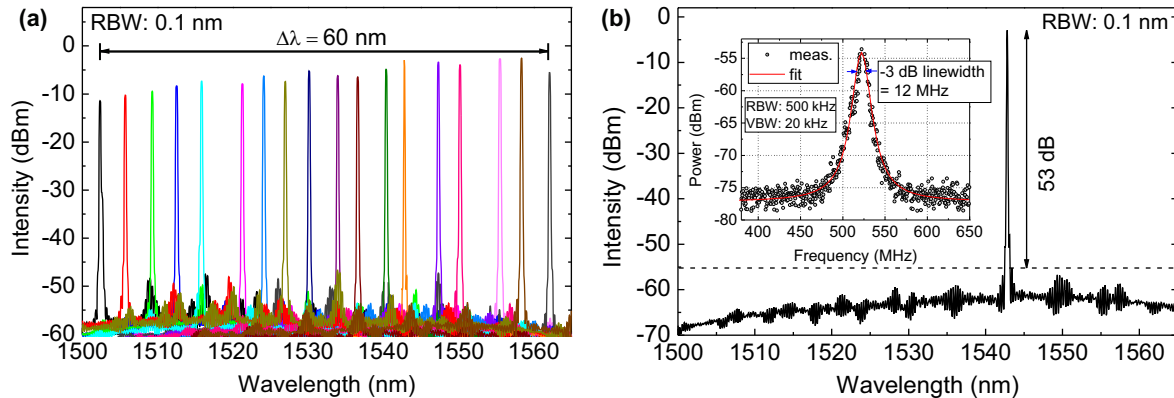 (a)
RBW: 0.1 nm
Δλ = 60 nm
0
-10
-20
-30
-40
-50
-60
Intensity (dBm)
1500 1510 1520 1530 1540 1550 1560
Wavelength (nm)
(b)
RBW: 0.1 nm
0
-10
-20
-30
-40
-50
-60
-70
Intensity (dBm)
53 dB
meas.
fit
-3 dB linewidth
= 12 MHz
RBW: 500 kHz
VBW: 20 kHz
-55
-60
-65
-70
-75
-80
Power (dBm)
400 450 500 550 600 650
Frequency (MHz)
1500 1510 1520 1530 1540 1550 1560
Wavelength (nm)